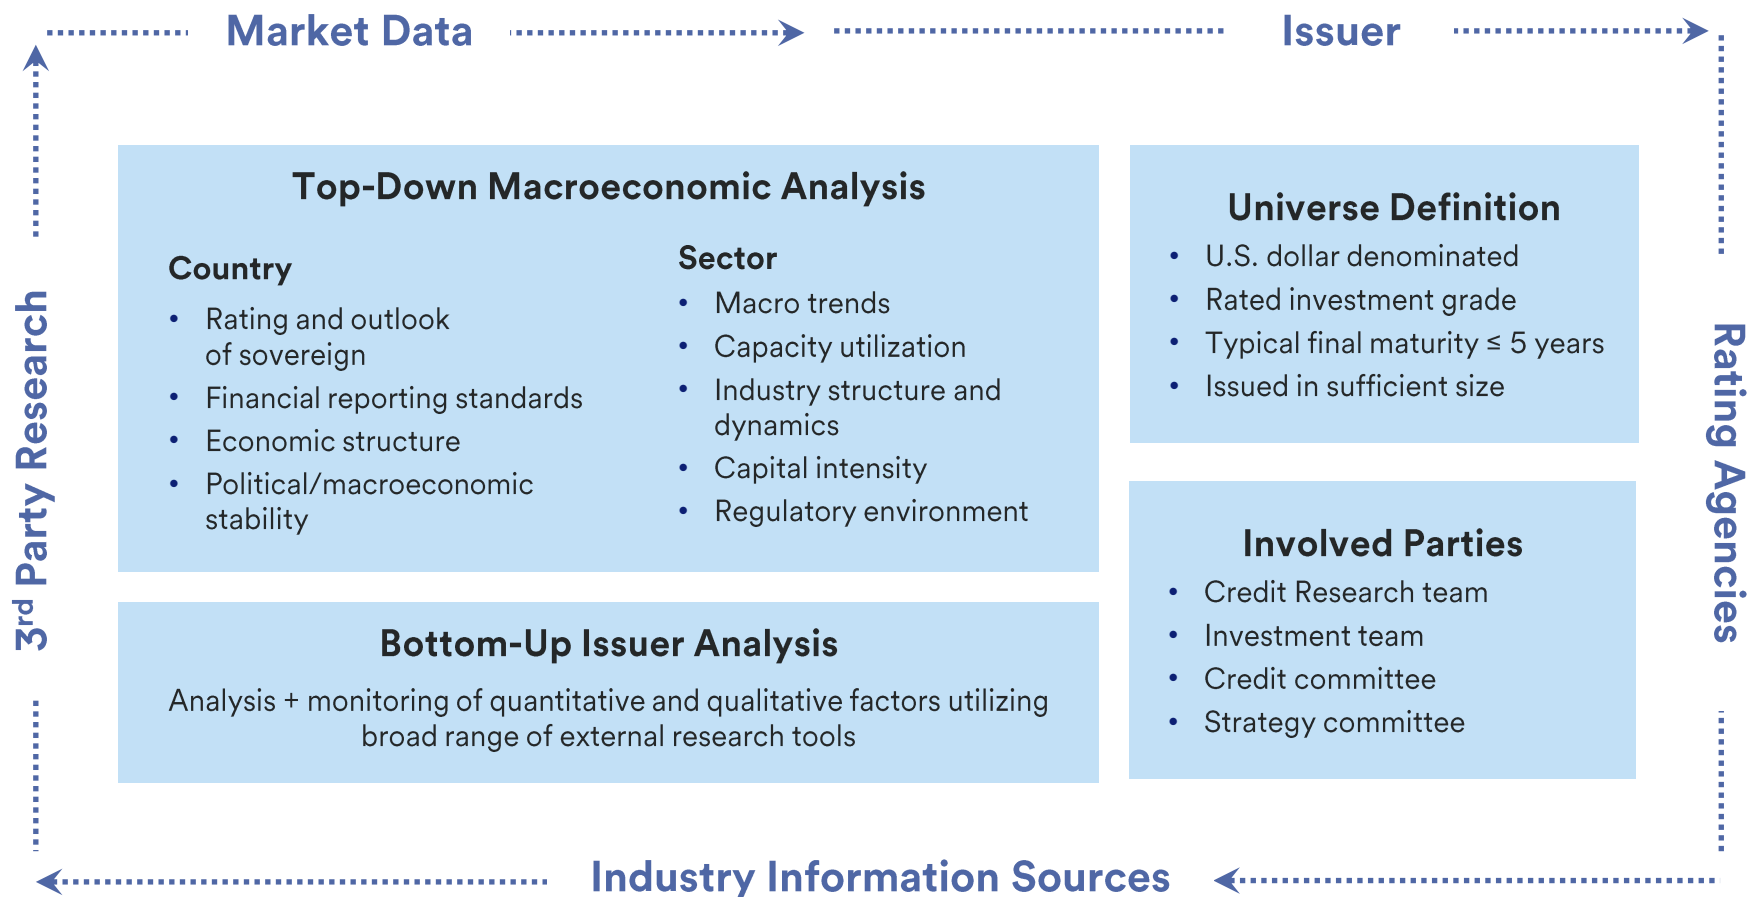 Market Data
Issuer
3rd Party Research
Rating Agencies
Top-Down Macroeconomic Analysis
Country
• Rating and outlook
of sovereign
• Financial reporting standards
• Economic structure
• Political/macroeconomic
stability
Sector
• Macro trends
• Capacity utilization
• Industry structure and
dynamics
• Capital intensity
• Regulatory environment
Universe Definition
• U.S. dollar denominated
• Rated investment grade
• Typical final maturity ≤ 5 years
• Issued in sufficient size
Bottom-Up Issuer Analysis
Analysis + monitoring of quantitative and qualitative factors utilizing
broad range of external research tools
Involved Parties
• Credit Research team
• Investment team
• Credit committee
• Strategy committee
Industry Information Sources